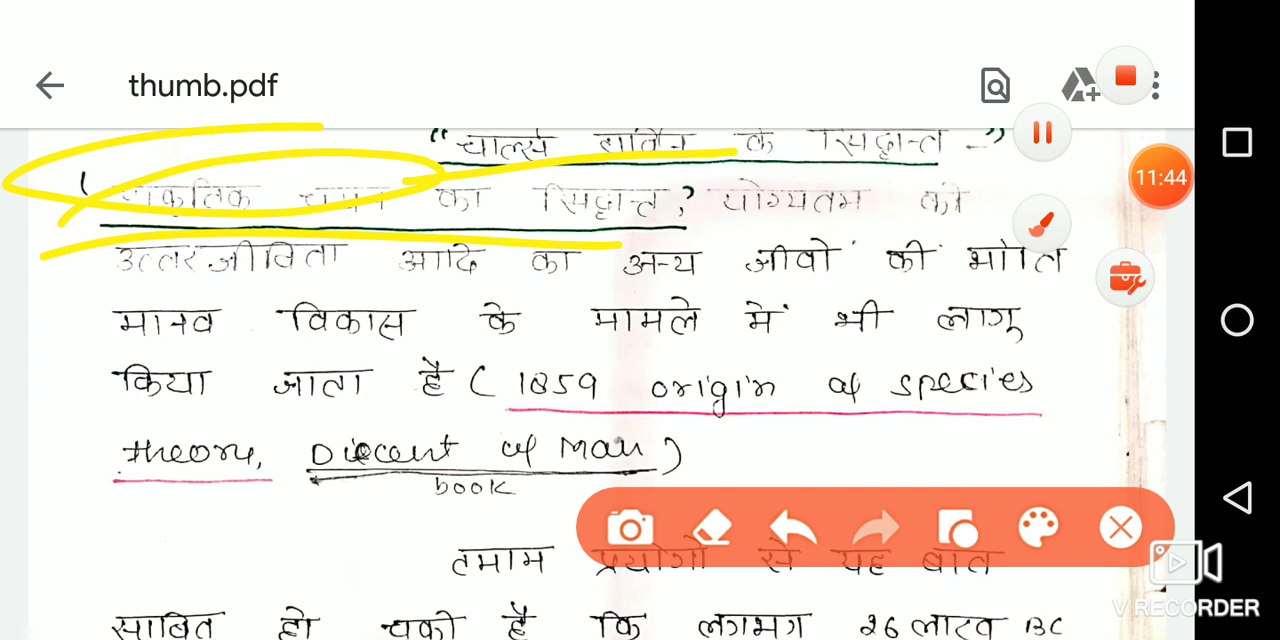 thumb.pdf
"चार्ल्स डार्विन के सिद्धान्त -"
'प्राकृतिक चयन का सिद्धान्त,' योग्यतम की
11:44
उत्तरजीविता आदि का अन्य जीवों की भाँति
मानव विकास के मामले में भी लागू
किया जाता है ( 1859 origin of species
theory, Diecent of Man )
book
तमाम प्रयोगों से यह बात
साबित हो चुकी है कि लगभग 26 लाख BC
V RECORDER